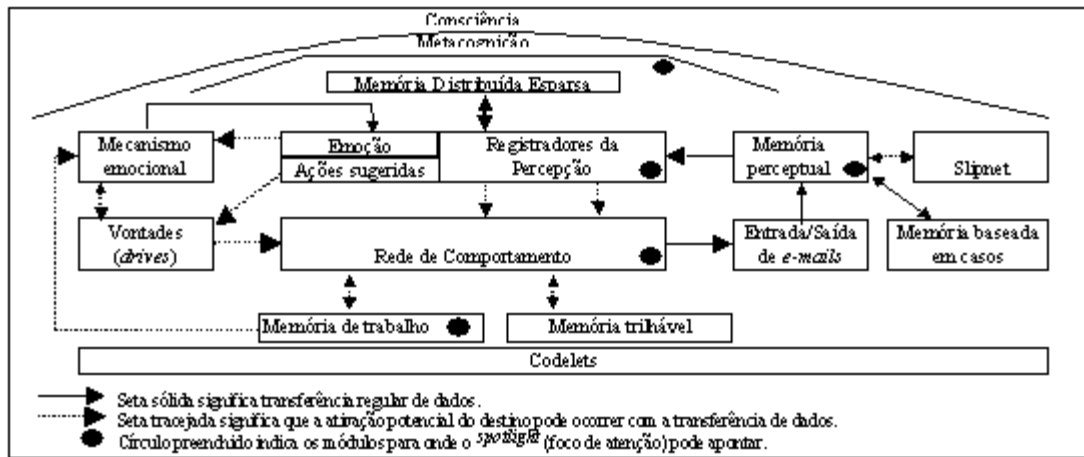 Consciência
Metacognição
Memória Distribuída Esparsa
Mecanismo
emocional
Emoção
Ações sugeridas
Registradores da
Percepção
Memória
perceptual
Slipnet
Vontades
(drives)
Rede de Comportamento
Entrada/Saída
de e-mails
Memória baseada
em casos
Memória de trabalho
Memória trilhável
Codelets
Seta sólida significa transferência regular de dados.
Seta tracejada significa que a ativação potencial do destino pode ocorrer com a transferência de dados.
Círculo preenchido indica os módulos para onde o spotlight (foco de atenção) pode apontar.